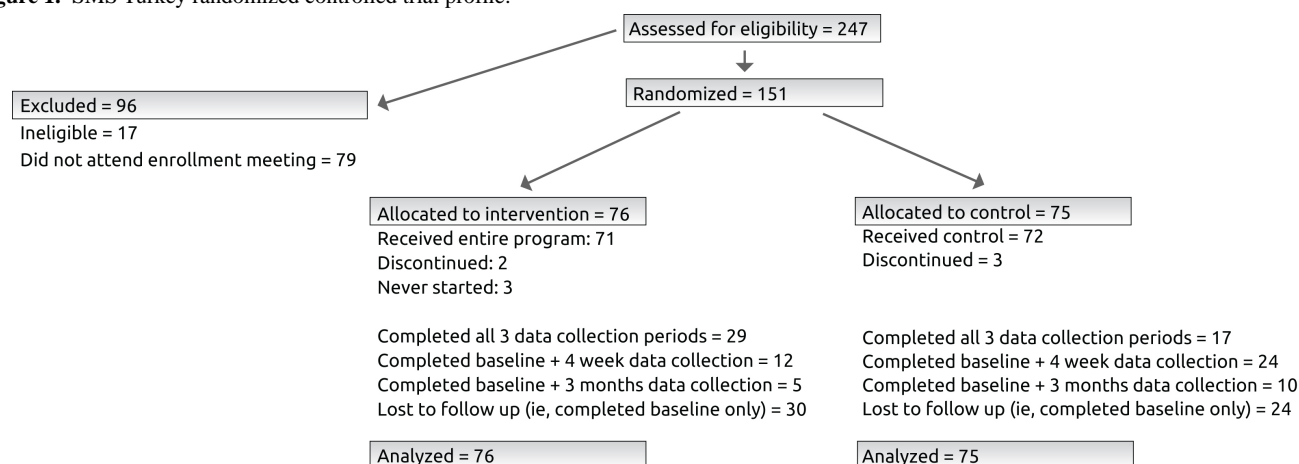 gure 1. SMS Turkey randomized controlled trial profile.
Assessed for eligibility = 247
Randomized = 151
Excluded = 96
Ineligible = 17
Did not attend enrollment meeting = 79
Allocated to intervention = 76
Received entire program: 71
Discontinued: 2
Never started: 3
Completed all 3 data collection periods = 29
Completed baseline + 4 week data collection = 12
Completed baseline + 3 months data collection = 5
Lost to follow up (ie, completed baseline only) = 30
Analyzed = 76
Allocated to control = 75
Received control = 72
Discontinued = 3
Completed all 3 data collection periods = 17
Completed baseline + 4 week data collection = 24
Completed baseline + 3 months data collection = 10
Lost to follow up (ie, completed baseline only) = 24
Analyzed = 75